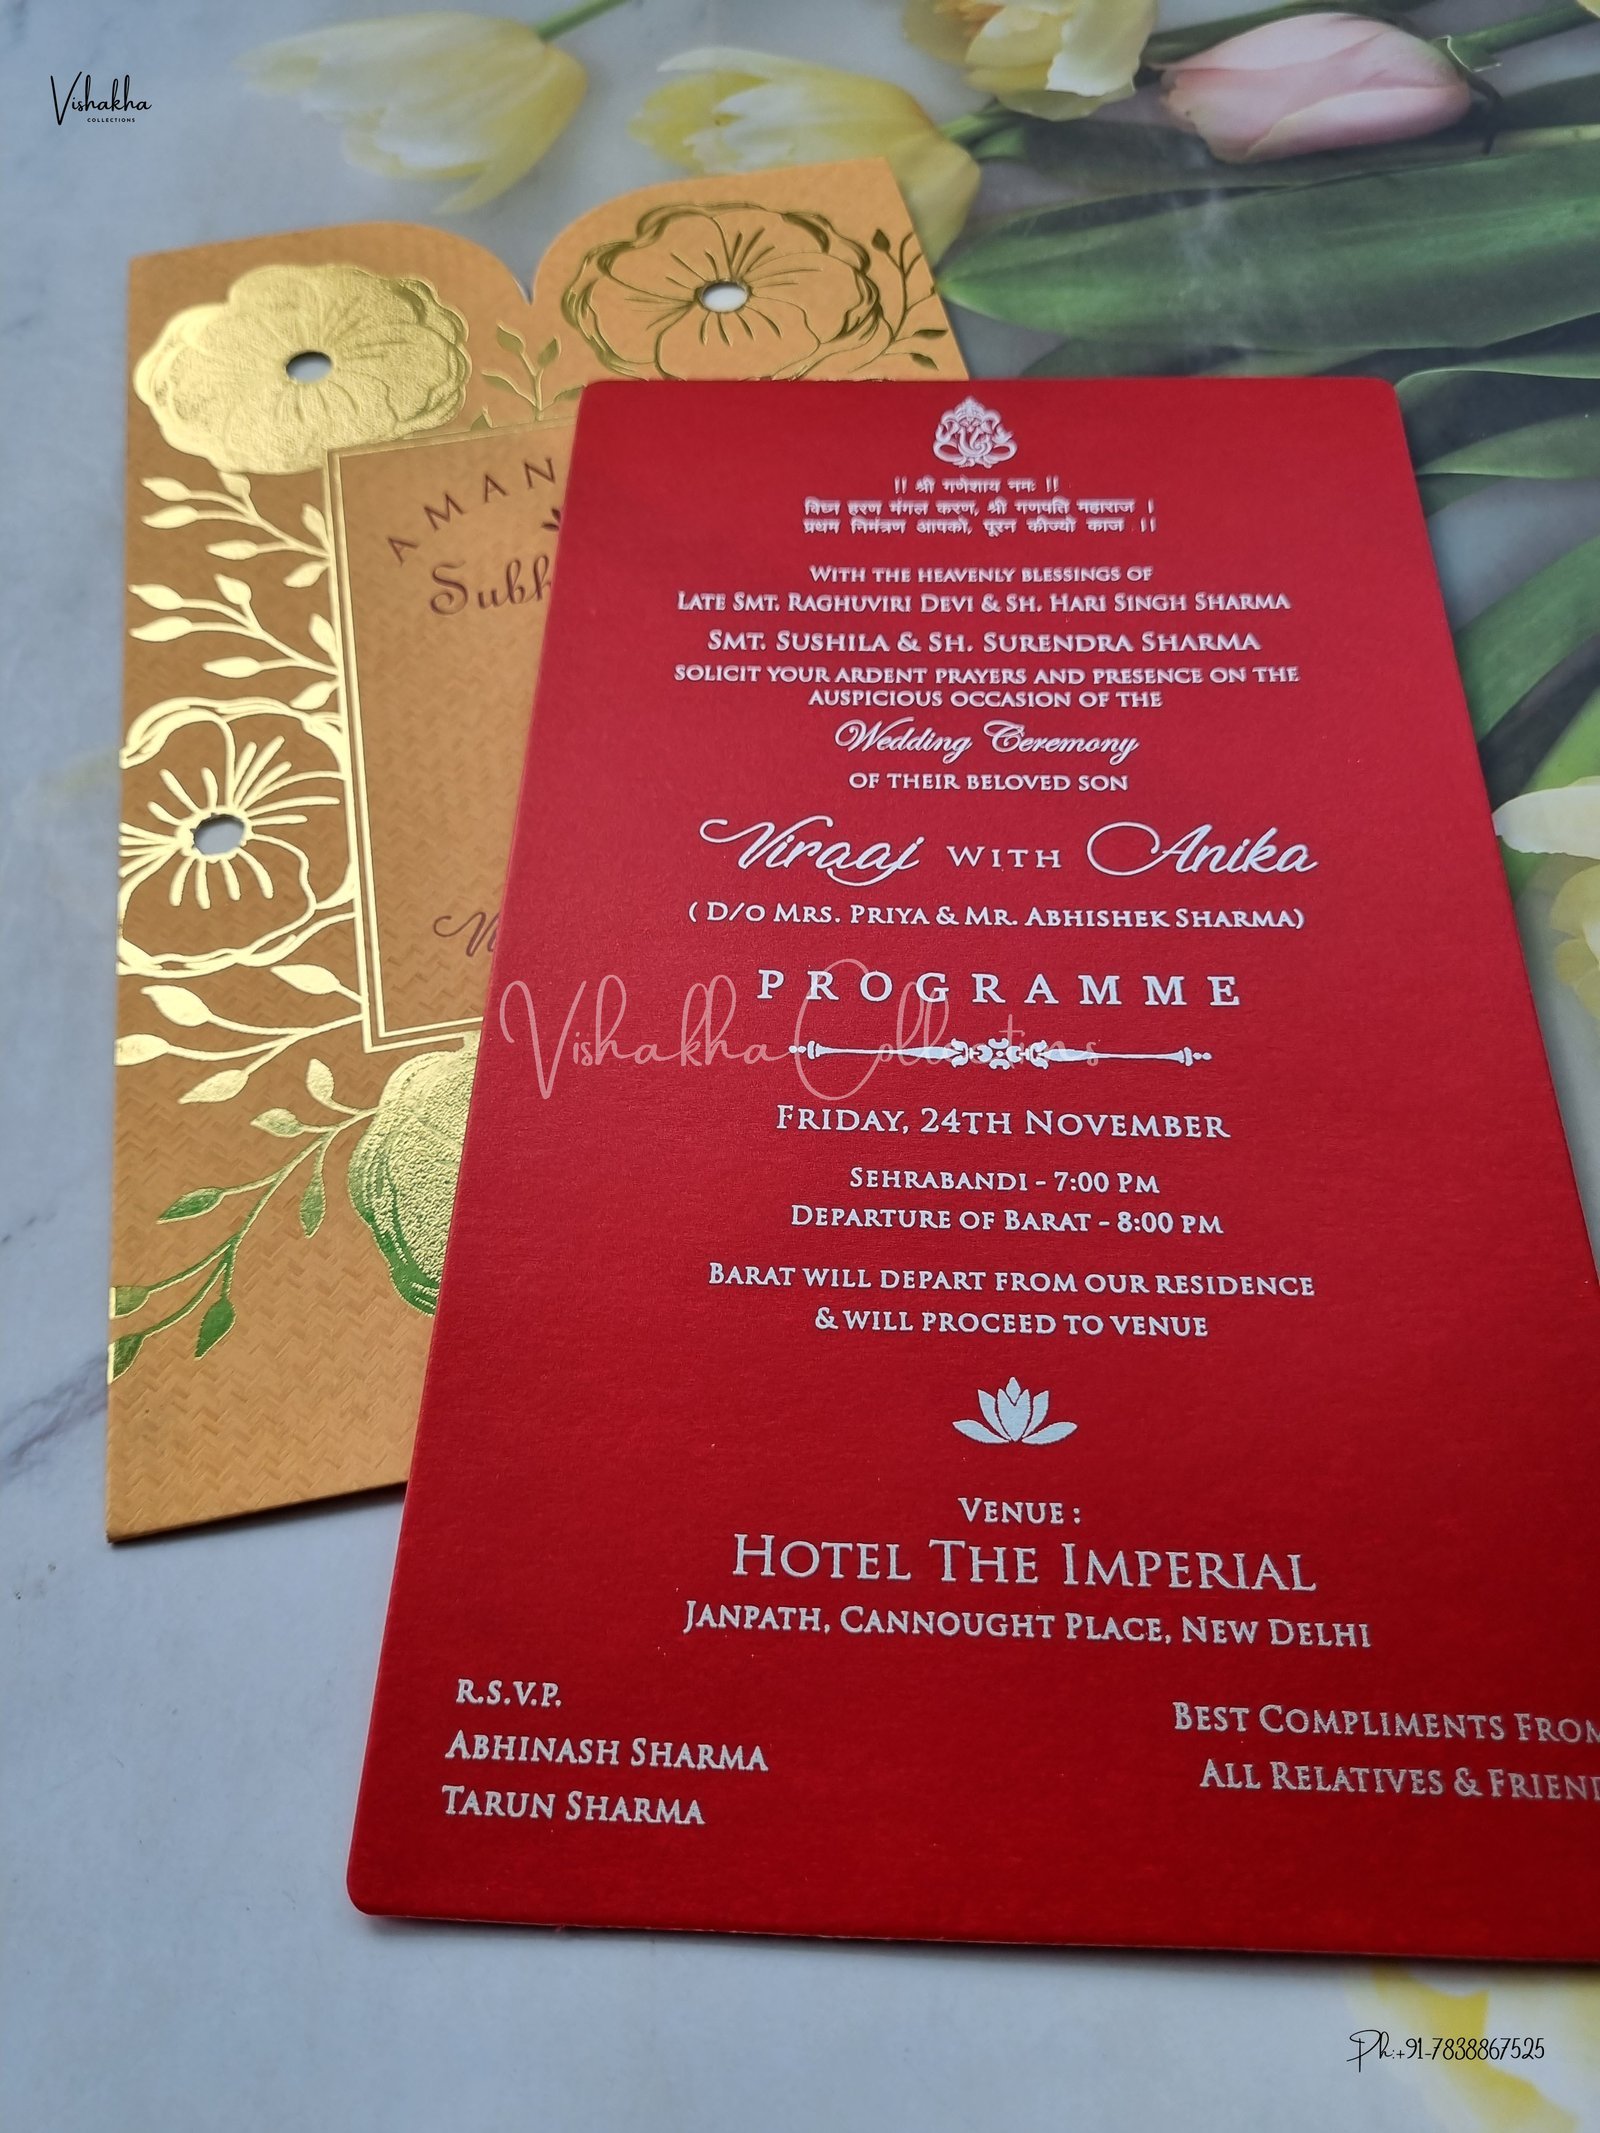 Vishakha
COLLECTIONS
AMAN
Subh
|| श्री गणेशाय नमः ||
विघ्न हरण मंगल करण, श्री गणपति महाराज |
प्रथम निमंत्रण आपको, पूरन कीज्यो काज ||
WITH THE HEAVENLY BLESSINGS OF
LATE SMT. RAGHUVIRI DEVI & SH. HARI SINGH SHARMA
SMT. SUSHILA & SH. SURENDRA SHARMA
SOLICIT YOUR ARDENT PRAYERS AND PRESENCE ON THE
AUSPICIOUS OCCASION OF THE
Wedding Ceremony
OF THEIR BELOVED SON
Viraaj WITH Anika
( D/O MRS. PRIYA & MR. ABHISHEK SHARMA)
PROGRAMME
Vishakha Collections
FRIDAY, 24TH NOVEMBER
SEHRABANDI - 7:00 PM
DEPARTURE OF BARAT - 8:00 PM
BARAT WILL DEPART FROM OUR RESIDENCE
& WILL PROCEED TO VENUE
VENUE :
HOTEL THE IMPERIAL
JANPATH, CANNOUGHT PLACE, NEW DELHI
R.S.V.P.
ABHINASH SHARMA
TARUN SHARMA
BEST COMPLIMENTS FROM
ALL RELATIVES & FRIEND
Ph:+91-7838867525